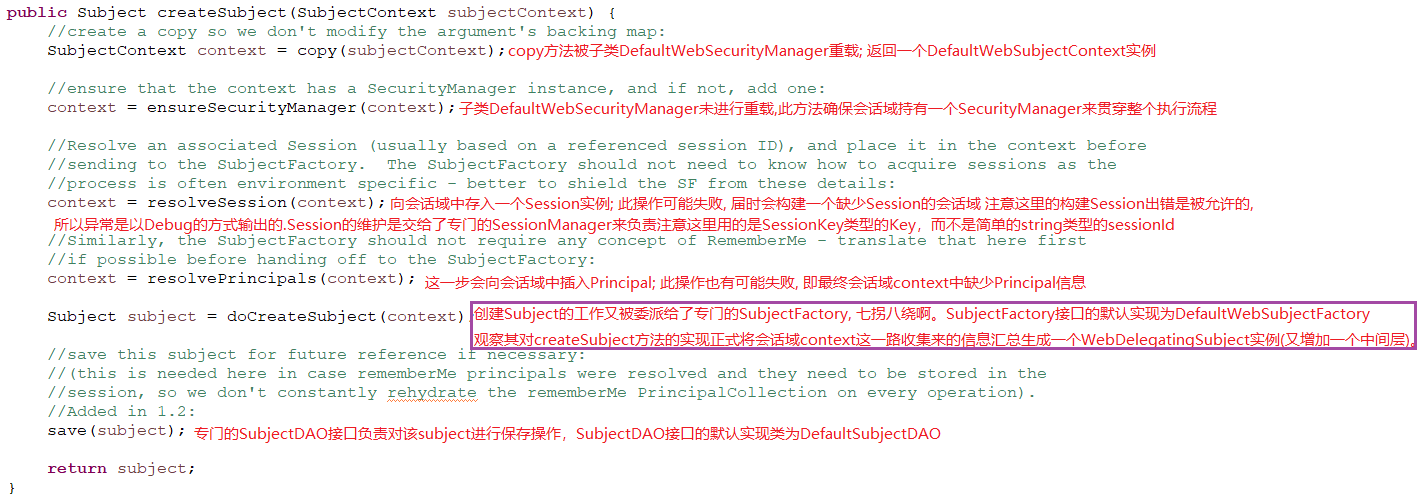 public Subject createSubject(SubjectContext subjectContext) {
//create a copy so we don't modify the argument's backing map:
SubjectContext context = copy(subjectContext);copy方法被子类DefaultWebSecurityManager重载; 返回一个DefaultWebSubjectContext实例
//ensure that the context has a SecurityManager instance, and if not, add one:
context = ensureSecurityManager(context);子类DefaultWebSecurityManager未进行重载,此方法确保会话域持有一个SecurityManager来贯穿整个执行流程
//Resolve an associated Session (usually based on a referenced session ID), and place it in the context before
//sending to the SubjectFactory.  The SubjectFactory should not need to know how to acquire sessions as the
//process is often environment specific - better to shield the SF from these details:
context = resolveSession(context);向会话域中存入一个Session实例; 此操作可能失败, 届时会构建一个缺少Session的会话域 注意这里的构建Session出错是被允许的,
所以异常是以Debug的方式输出的.Session的维护是交给了专门的SessionManager来负责注意这里用的是SessionKey类型的Key，而不是简单的string类型的sessionId
//Similarly, the SubjectFactory should not require any concept of RememberMe - translate that here first
//if possible before handing off to the SubjectFactory:
context = resolvePrincipals(context); 这一步会向会话域中插入Principal; 此操作也有可能失败, 即最终会话域context中缺少Principal信息
Subject subject = doCreateSubject(context)
创建Subject的工作又被委派给了专门的SubjectFactory, 七拐八绕啊。SubjectFactory接口的默认实现为DefaultWebSubjectFactory
观察其对createSubject方法的实现正式将会话域context这一路收集来的信息汇总生成一个WebDelegatingSubject实例(又增加一个中间层)。
//save this subject for future reference if necessary:
//(this is needed here in case rememberMe principals were resolved and they need to be stored in the
//session, so we don't constantly rehydrate the rememberMe PrincipalCollection on every operation).
//Added in 1.2:
save(subject); 专门的SubjectDAO接口负责对该subject进行保存操作，SubjectDAO接口的默认实现类为DefaultSubjectDAO
return subject;
}